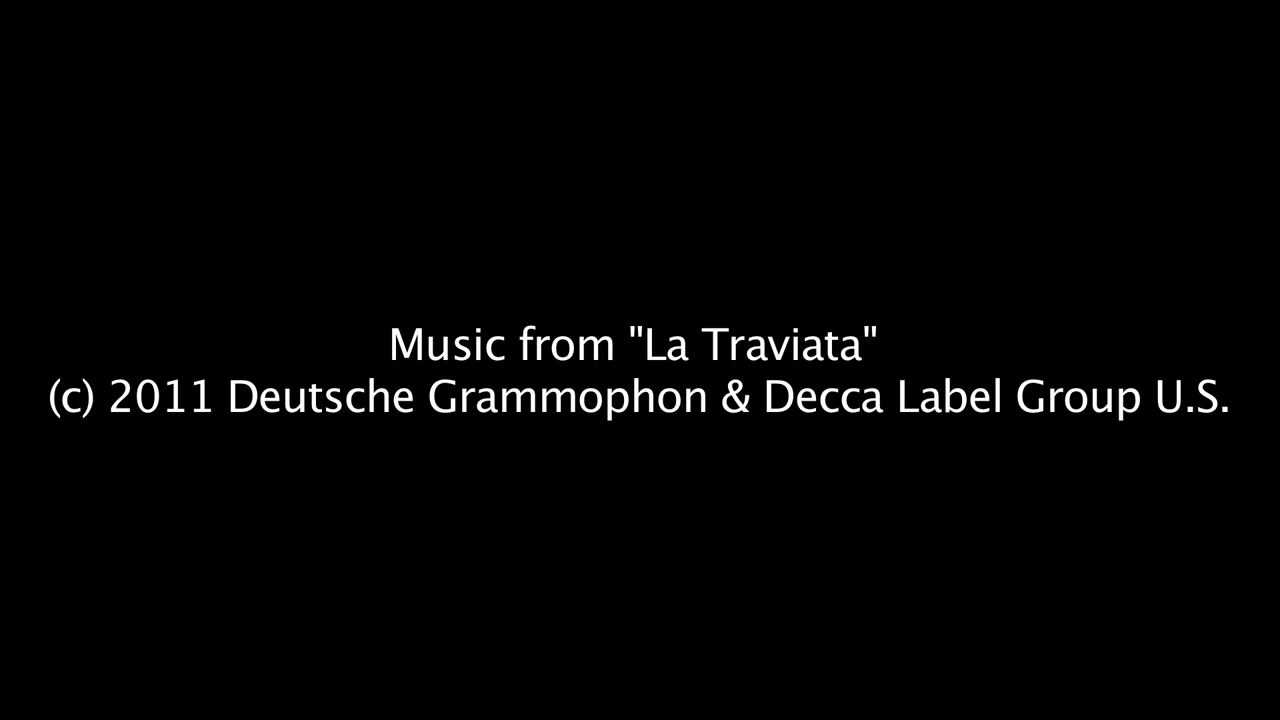 Music from "La Traviata"
(c) 2011 Deutsche Grammophon & Decca Label Group U.S.